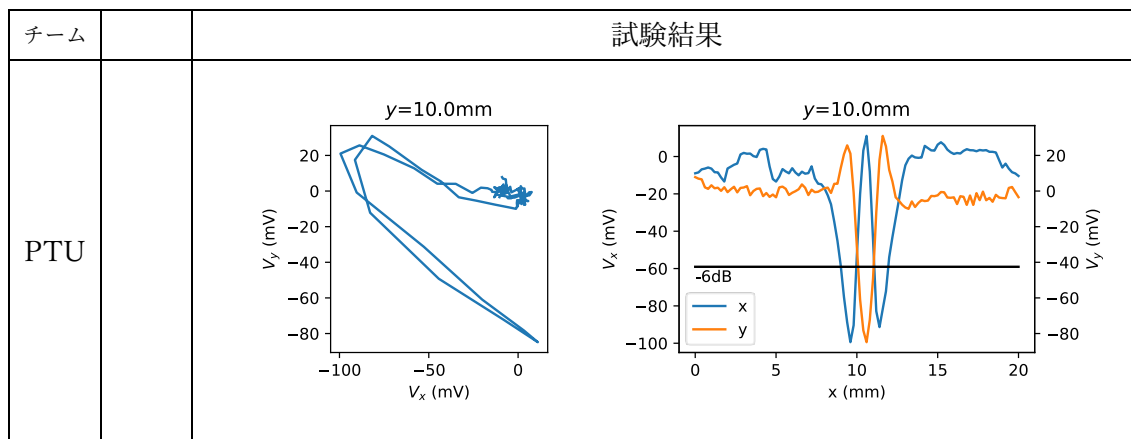 チーム 試験結果
PTU
y=10.0mm
20
0
−20
−40
−60
−80
V_y (mV)
−100 −50 0
V_x (mV)
y=10.0mm
0
−20
−40
−60
−80
−100
V_x (mV)
-6dB
x
y
20
0
−20
−40
−60
−80
V_y (mV)
0 5 10 15 20
x (mm)